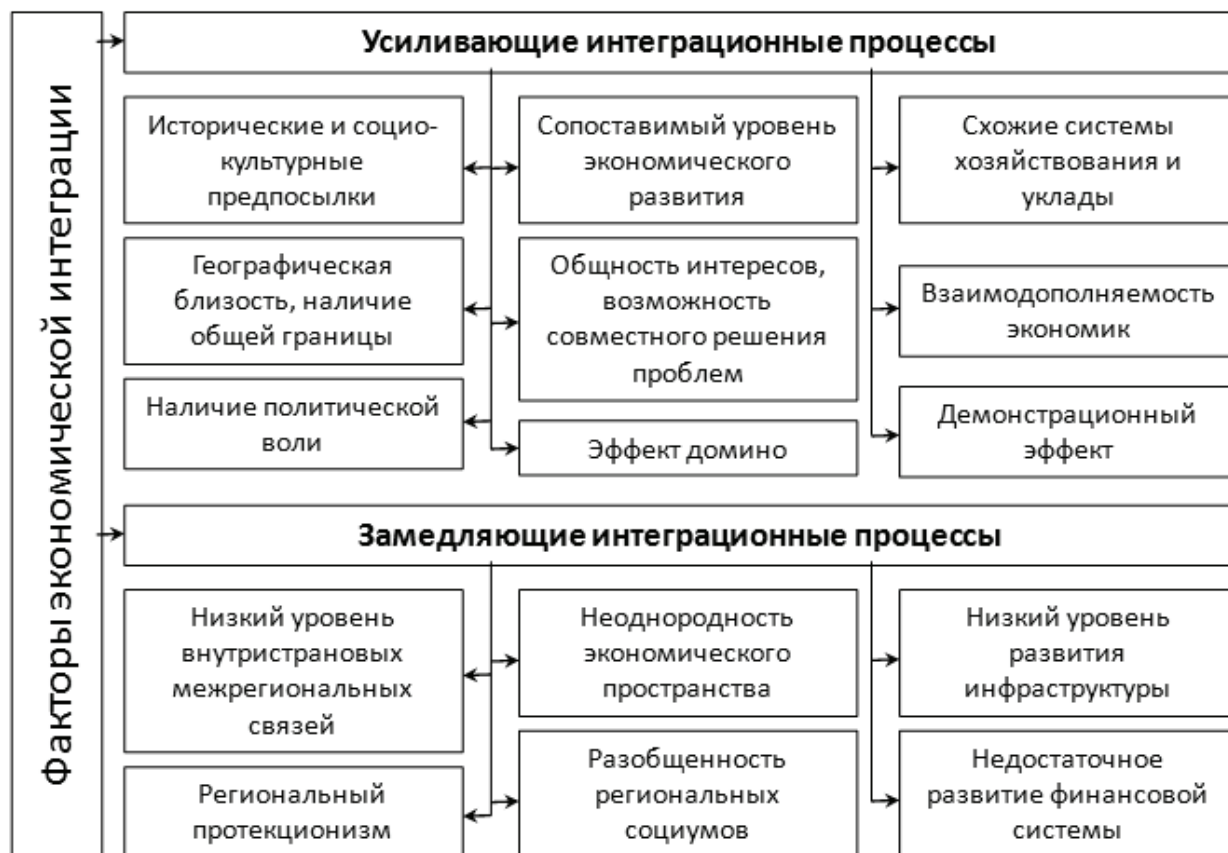 Факторы экономической интеграции
Усиливающие интеграционные процессы
Исторические и социо-
культурные
предпосылки
Сопоставимый уровень
экономического
развития
Схожие системы
хозяйствования и
уклады
Географическая
близость, наличие
общей границы
Общность интересов,
возможность
совместного решения
проблем
Взаимодополняемость
экономик
Наличие политической
воли
Эффект домино
Демонстрационный
эффект
Замедляющие интеграционные процессы
Низкий уровень
внутристрановых
межрегиональных
связей
Неоднородность
экономического
пространства
Низкий уровень
развития
инфраструктуры
Региональный
протекционизм
Разобщенность
региональных
социумов
Недостаточное
развитие финансовой
системы